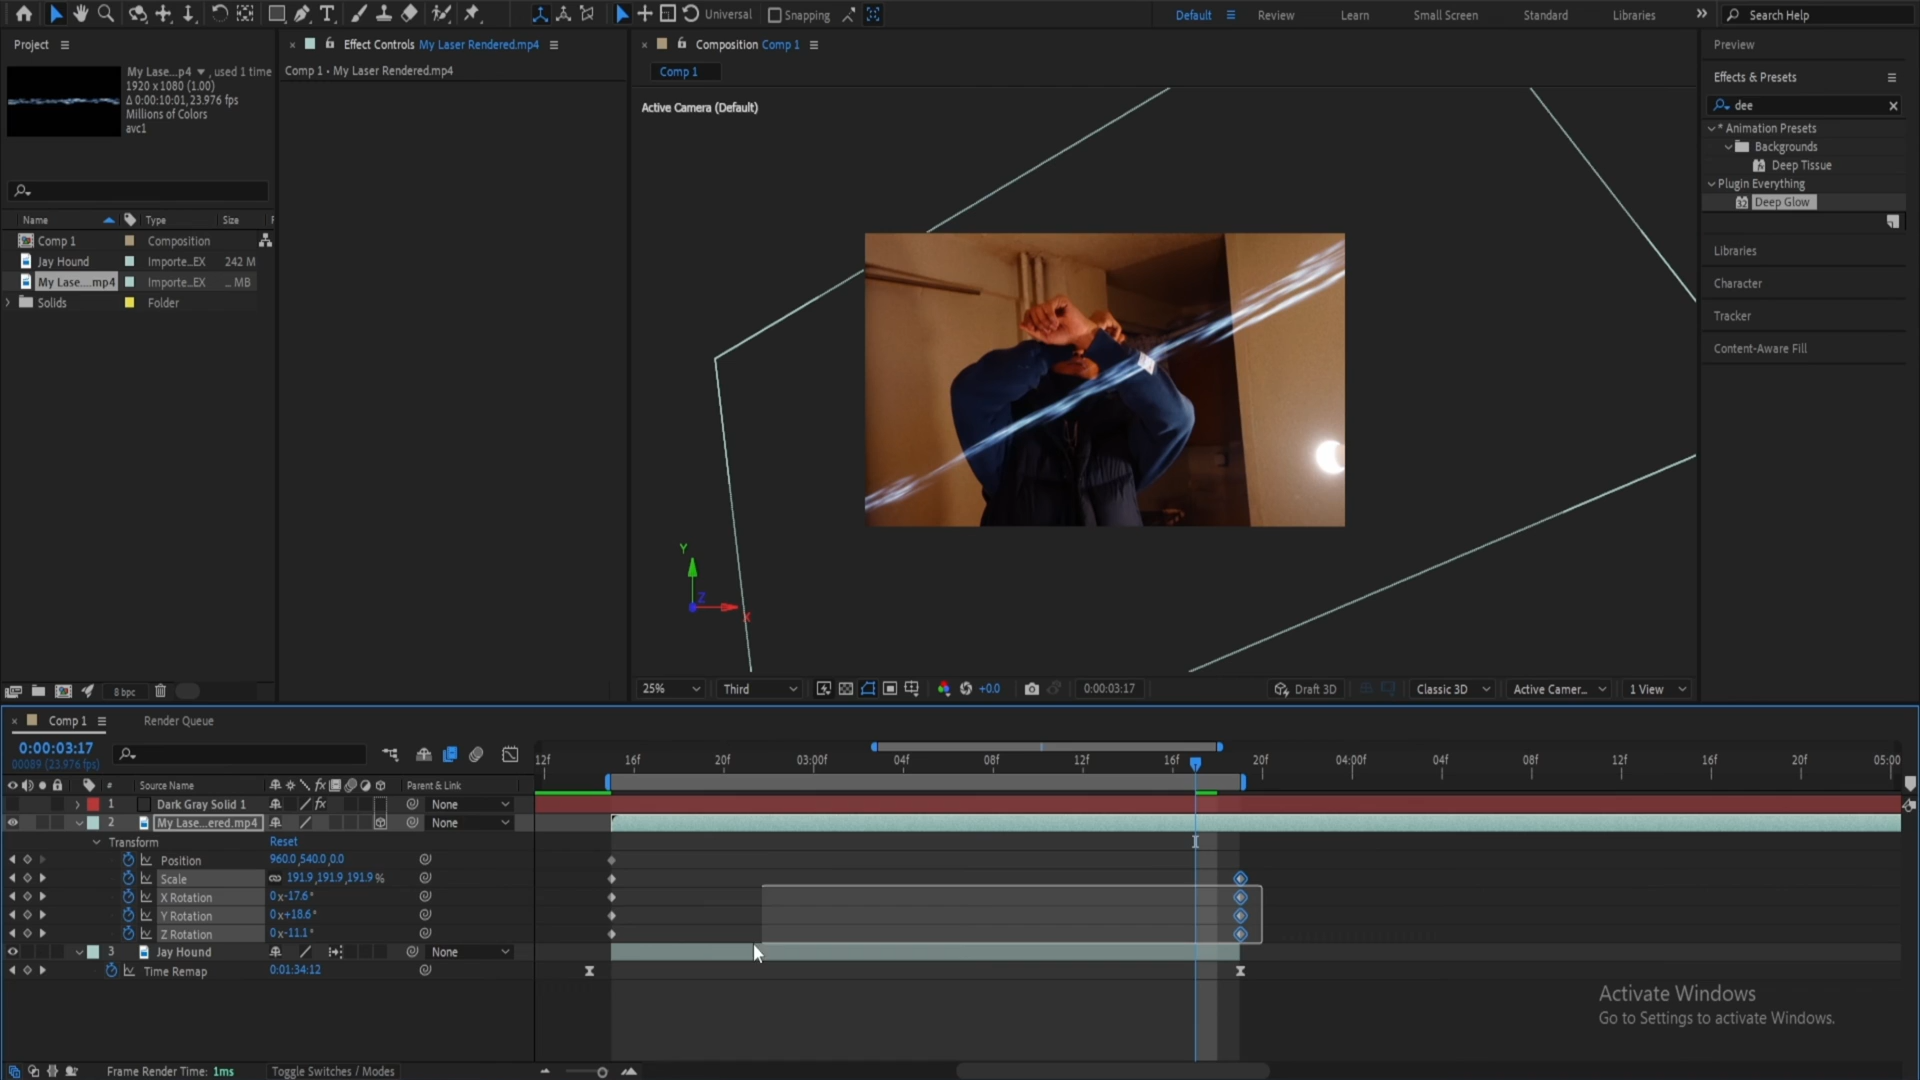 Universal
Snapping
Default
Review
Learn
Small Screen
Standard
Libraries
Search Help
Project
My Lase...p4 ▼ , used 1 time
1920 x 1080 (1.00)
Δ 0:00:10:01, 23.976 fps
Millions of Colors
avc1
Name
Type
Size
Comp 1
Composition
Jay Hound
Importe...EX
242 M
My Lase....mp4
Importe...EX
... MB
Solids
Folder
8 bpc
Effect Controls My Laser Rendered.mp4
Comp 1 • My Laser Rendered.mp4
Composition Comp 1
Comp 1
Active Camera (Default)
Y
Z
X
25%
Third
+0.0
0:00:03:17
Draft 3D
Classic 3D
Active Camer...
1 View
Preview
Effects & Presets
dee
* Animation Presets
Backgrounds
Deep Tissue
Plugin Everything
32
Deep Glow
Libraries
Character
Tracker
Content-Aware Fill
Comp 1
Render Queue
0:00:03:17
00089 (23.976 fps)
12f
16f
20f
03:00f
04f
08f
12f
16f
20f
04:00f
04f
08f
12f
16f
20f
05:00
#
Source Name
fx
Parent & Link
1
Dark Gray Solid 1
fx
None
2
My Lase...ered.mp4
None
Transform
Reset
Position
960.0,540.0,0.0
Scale
191.9,191.9,191.9 %
X Rotation
0x-17.6°
Y Rotation
0x+18.6°
Z Rotation
0x-11.1°
3
Jay Hound
None
Time Remap
0:01:34:12
Activate Windows
Go to Settings to activate Windows.
Frame Render Time: 1ms
Toggle Switches / Modes